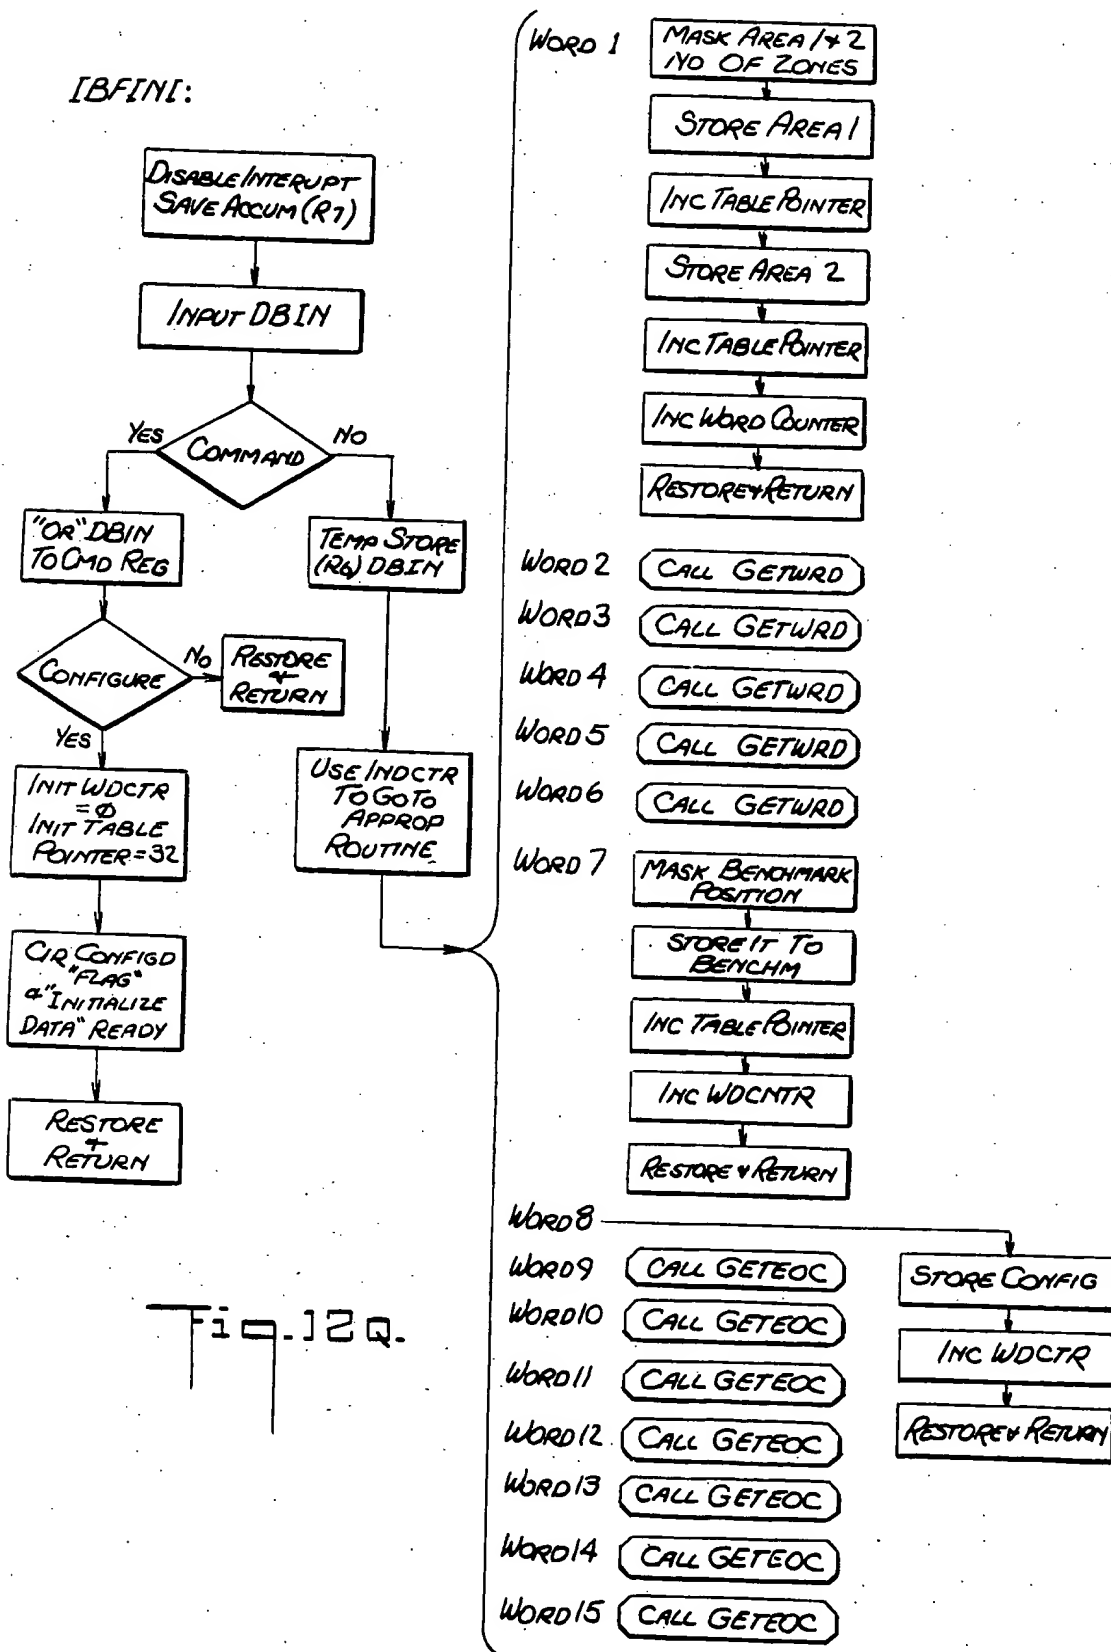 IBFINI:
DISABLE INTERUPT
SAVE ACCUM (R7)
INPUT DBIN
COMMAND
YES
NO
"OR" DBIN
TO CMD REG
TEMP STORE
(R6) DBIN
CONFIGURE
NO
RESTORE
+
RETURN
YES
INIT WDCTR
= Ø
INIT TABLE
POINTER = 32
USE INDCTR
TO GO TO
APPROP
ROUTINE
CLR CONFIGD
"FLAG"
& "INITIALIZE
DATA" READY
RESTORE
+
RETURN
WORD 1
MASK AREA 1 & 2
NO OF ZONES
STORE AREA 1
INC TABLE POINTER
STORE AREA 2
INC TABLE POINTER
INC WORD COUNTER
RESTORE & RETURN
WORD 2 CALL GETWRD
WORD 3 CALL GETWRD
WORD 4 CALL GETWRD
WORD 5 CALL GETWRD
WORD 6 CALL GETWRD
WORD 7
MASK BENCHMARK
POSITION
STORE IT TO
BENCHM
INC TABLE POINTER
INC WDCNTR
RESTORE & RETURN
WORD 8
STORE CONFIG
INC WDCTR
RESTORE & RETURN
WORD 9 CALL GETEOC
WORD 10 CALL GETEOC
WORD 11 CALL GETEOC
WORD 12 CALL GETEOC
WORD 13 CALL GETEOC
WORD 14 CALL GETEOC
WORD 15 CALL GETEOC
Fig. 12Q.